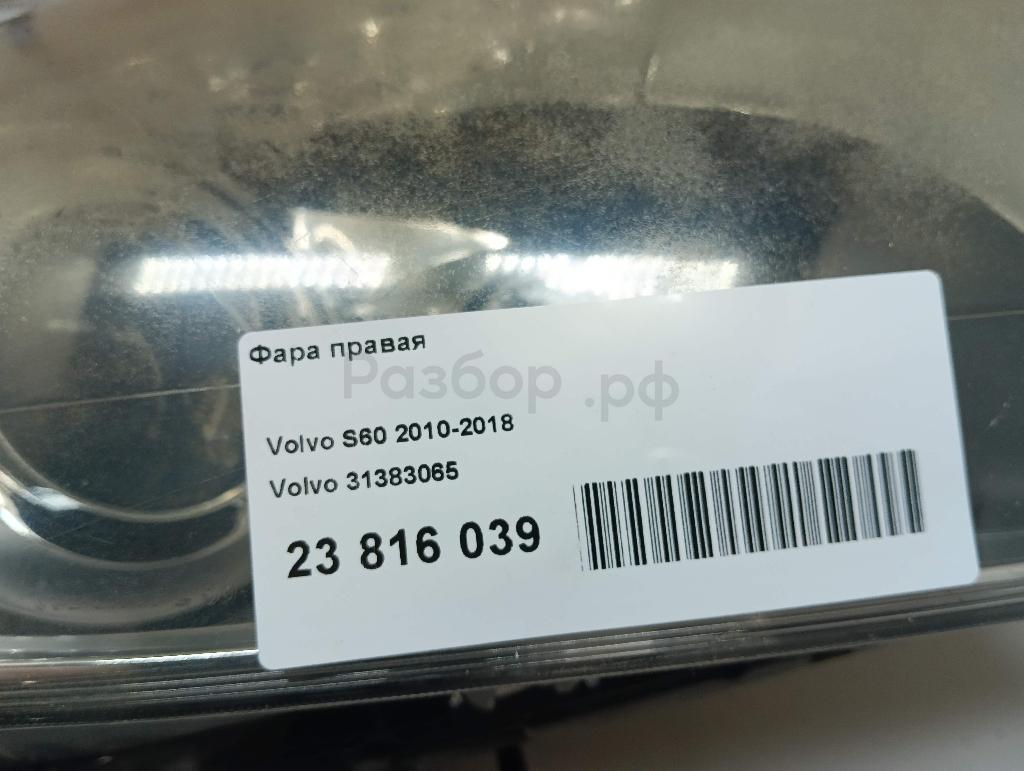 Фара правая
Разбор.рф
Volvo S60 2010-2018
Volvo 31383065
23 816 039